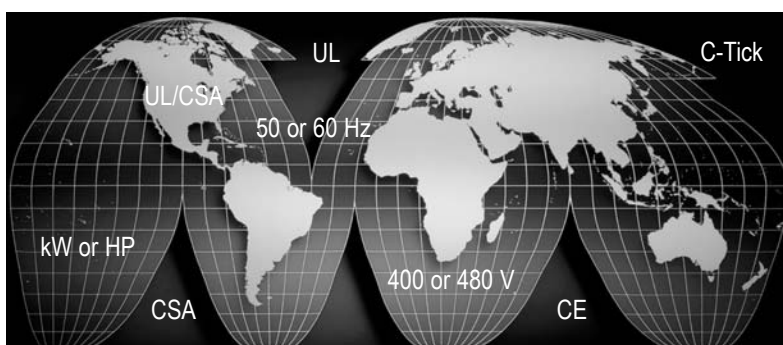 UL
C-Tick
UL/CSA
50 or 60 Hz
kW or HP
400 or 480 V
CSA
CE